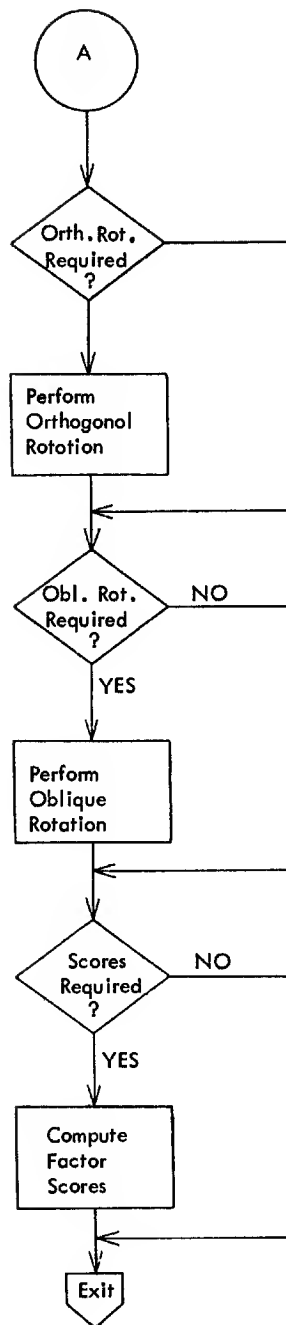 A
Orth. Rot.
Required
?
Perform
Orthogonol
Rototion
Obl. Rot.
Required
?
NO
YES
Perform
Oblique
Rotation
Scores
Required
?
NO
YES
Compute
Factor
Scores
Exit